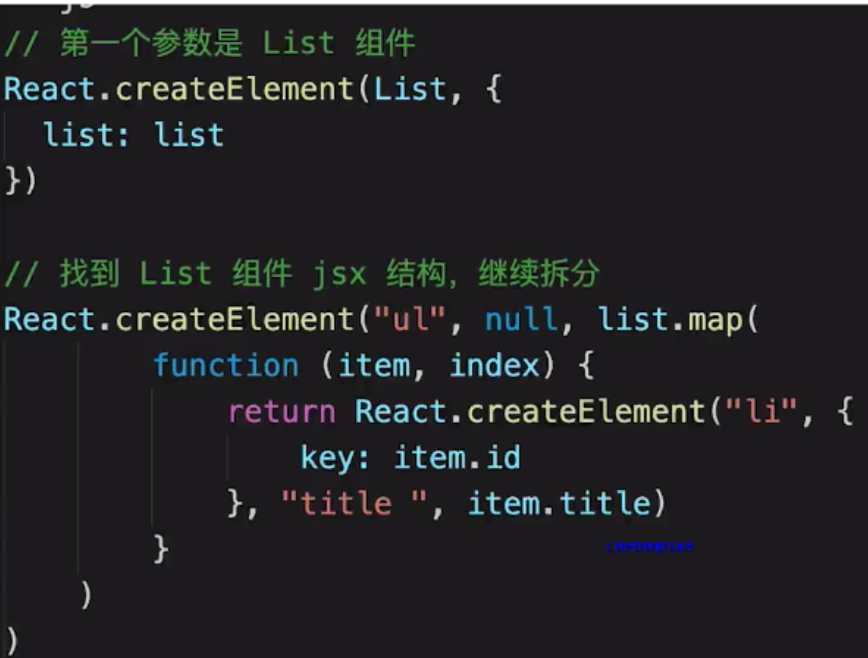 // 第一个参数是 List 组件
React.createElement(List, {
  list: list
})

// 找到 List 组件 jsx 结构，继续拆分
React.createElement("ul", null, list.map(
        function (item, index) {
            return React.createElement("li", {
                key: item.id
            }, "title ", item.title)
        }
    )
)